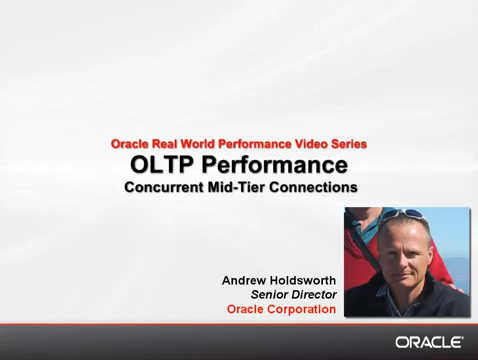 Oracle Real World Performance Video Series
OLTP Performance
Concurrent Mid-Tier Connections
Andrew Holdsworth
Senior Director
Oracle Corporation
ORACLE